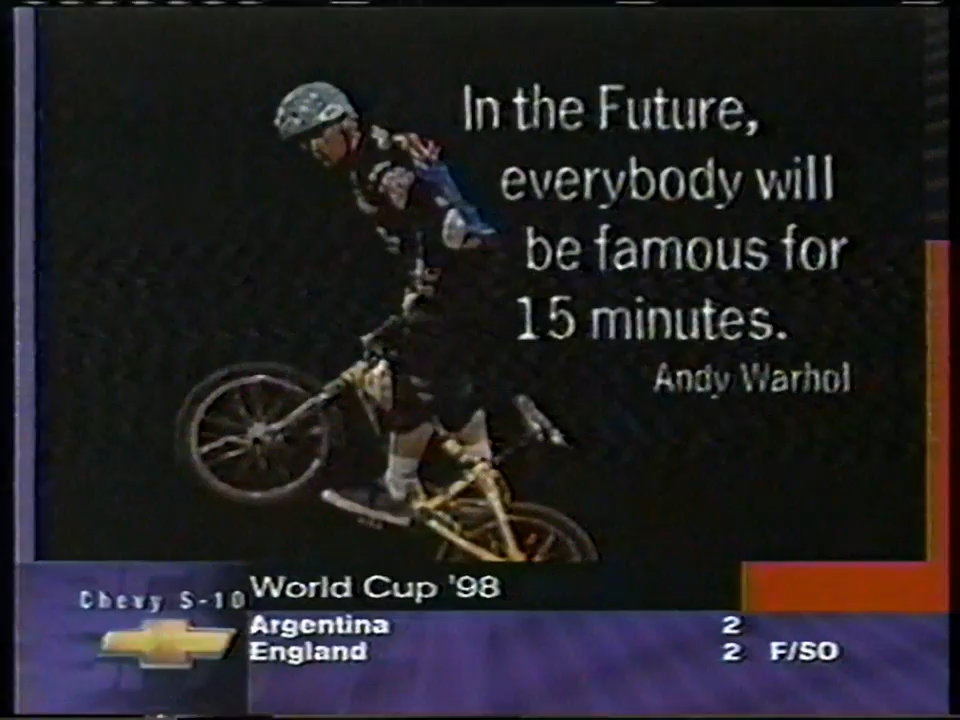 In the Future,
everybody will
be famous for
15 minutes.
Andy Warhol
Chevy S-10
World Cup '98
Argentina 2
England 2 F/SO